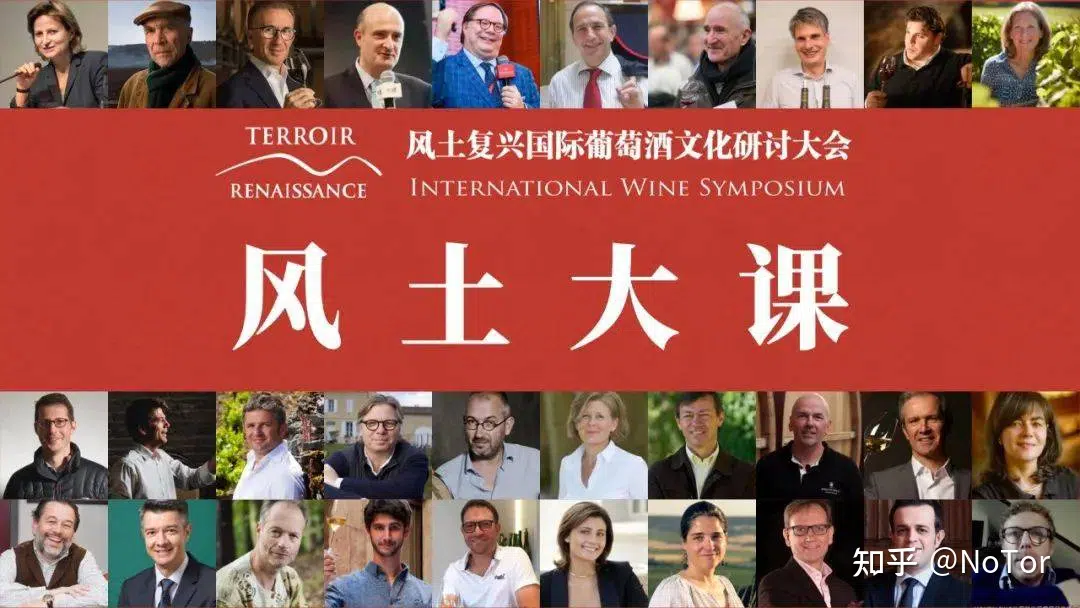 TERROIR
RENAISSANCE
风土复兴国际葡萄酒文化研讨大会
INTERNATIONAL WINE SYMPOSIUM
风土大课
知乎 @NoTor